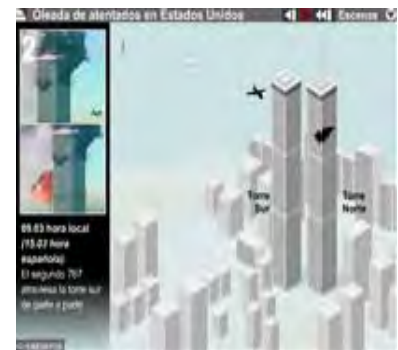 Oleada de atentados en Estados Unidos
Escenas
2
Torre
Sur
Torre
Norte
09.03 hora local
(15.03 hora
española)
El segundo 767
atraviesa la torre sur
de parte a parte